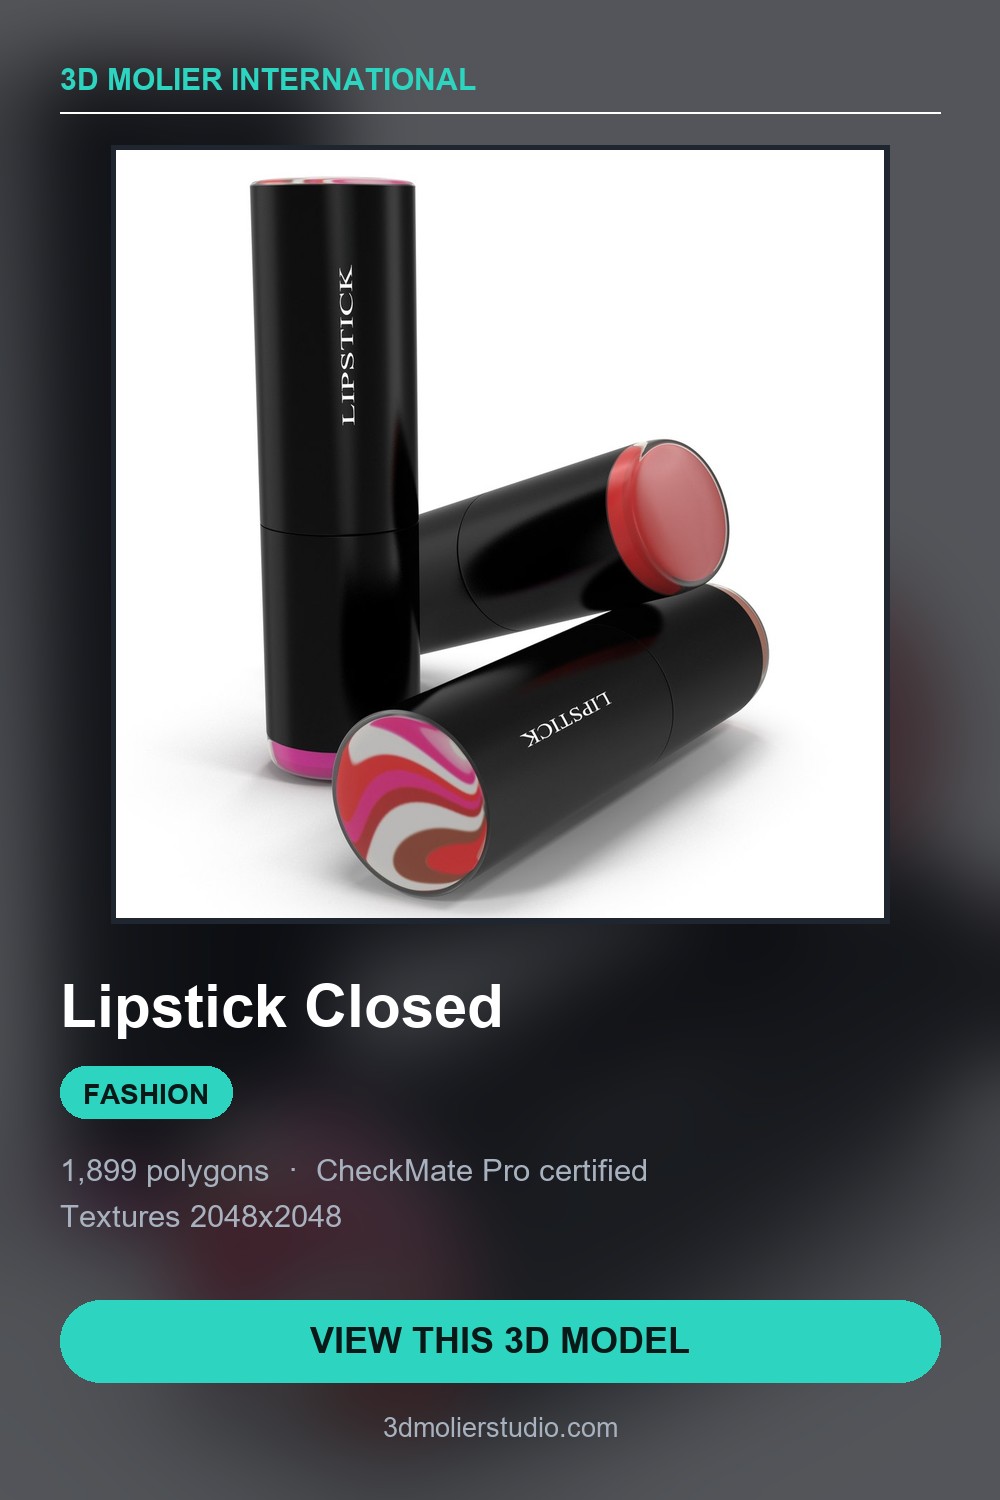 3D MOLIER INTERNATIONAL
LIPSTICK
LIPSTICK
Lipstick Closed
FASHION
1,899 polygons · CheckMate Pro certified
Textures 2048x2048
VIEW THIS 3D MODEL
3dmolierstudio.com